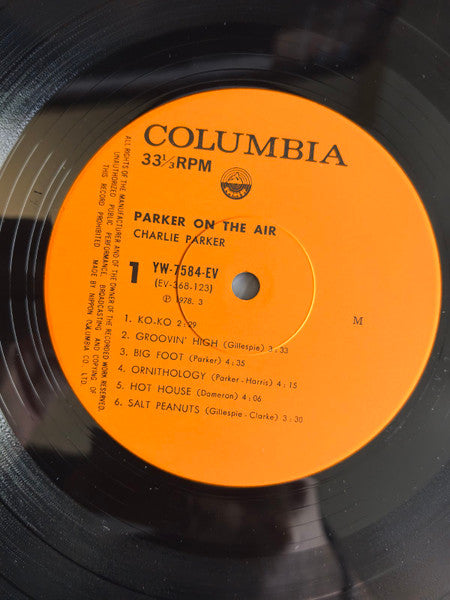 COLUMBIA
33⅓RPM
PARKER ON THE AIR
CHARLIE PARKER
1 YW-7584-EV
(EV-368-123)
Ⓟ 1978. 3
M
1. KO-KO 2:29
2. GROOVIN' HIGH (Gillespie) 3:33
3. BIG FOOT (Parker) 4:35
4. ORNITHOLOGY (Parker-Harris) 4:15
5. HOT HOUSE (Dameron) 4:06
6. SALT PEANUTS (Gillespie-Clarke) 3:30
ALL RIGHTS OF THE MANUFACTURER AND OF THE OWNER OF THE RECORDED WORK RESERVED.
UNAUTHORIZED PUBLIC PERFORMANCE, BROADCASTING AND COPYING OF
THIS RECORD PROHIBITED. MADE BY NIPPON COLUMBIA CO. LTD.